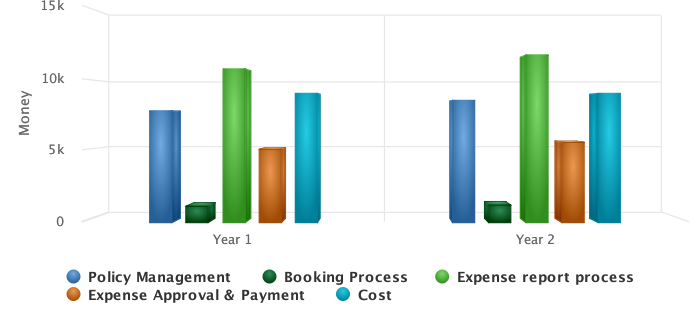 15k
10k
Money
5k
0
Year 1
Year 2
Policy Management
Booking Process
Expense report process
Expense Approval & Payment
Cost